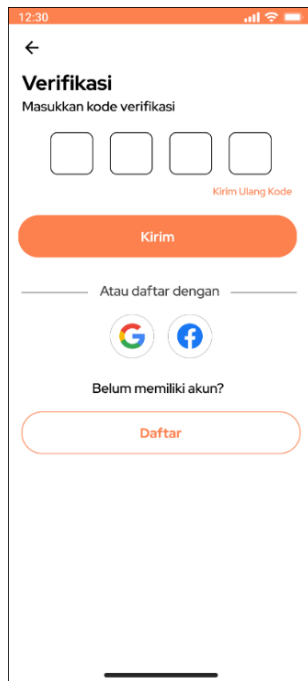 12:30
Verifikasi
Masukkan kode verifikasi
Kirim Ulang Kode
Kirim
Atau daftar dengan
Belum memiliki akun?
Daftar